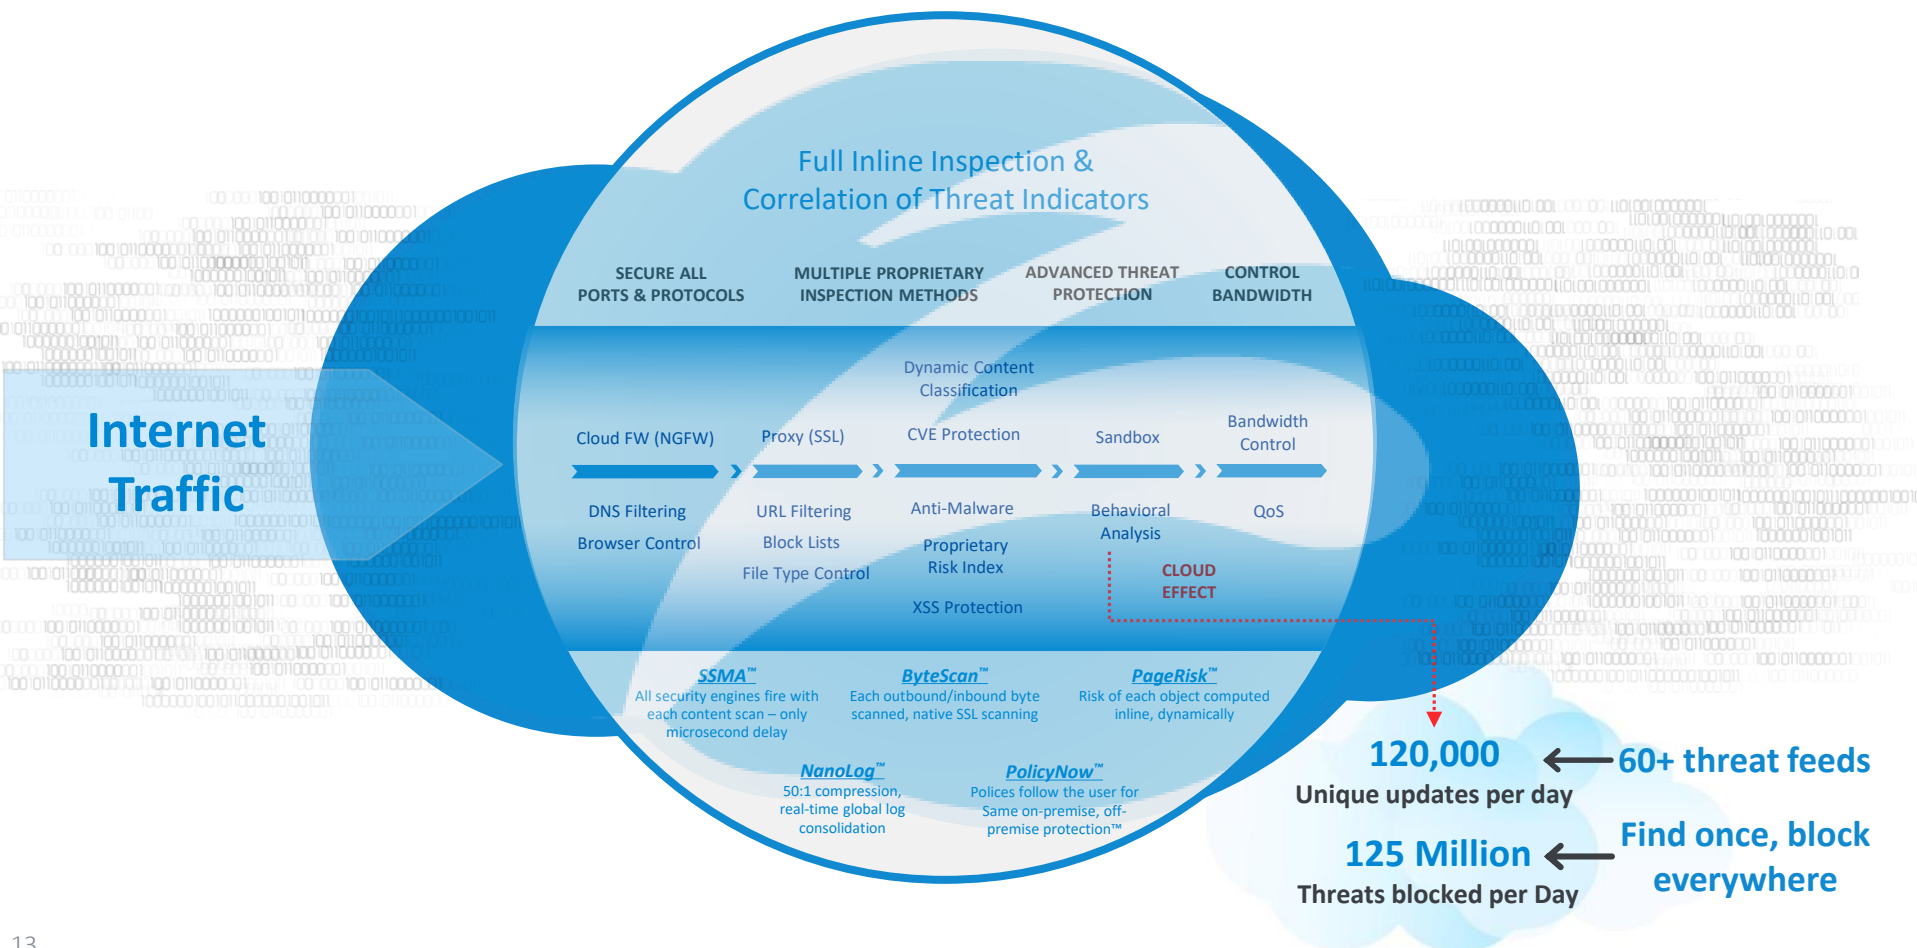 Full Inline Inspection &
Correlation of Threat Indicators
SECURE ALL
PORTS & PROTOCOLS
MULTIPLE PROPRIETARY
INSPECTION METHODS
ADVANCED THREAT
PROTECTION
CONTROL
BANDWIDTH
Internet
Traffic
Cloud FW (NGFW)
DNS Filtering
Browser Control
Proxy (SSL)
URL Filtering
Block Lists
File Type Control
Dynamic Content
Classification
CVE Protection
Anti-Malware
Proprietary
Risk Index
XSS Protection
Sandbox
Behavioral
Analysis
Bandwidth
Control
QoS
CLOUD
EFFECT
SSMA™
All security engines fire with
each content scan – only
microsecond delay
ByteScan™
Each outbound/inbound byte
scanned, native SSL scanning
PageRisk™
Risk of each object computed
inline, dynamically
NanoLog™
50:1 compression,
real-time global log
consolidation
PolicyNow™
Polices follow the user for
Same on-premise, off-
premise protection™
120,000
Unique updates per day
60+ threat feeds
125 Million
Threats blocked per Day
Find once, block
everywhere
13